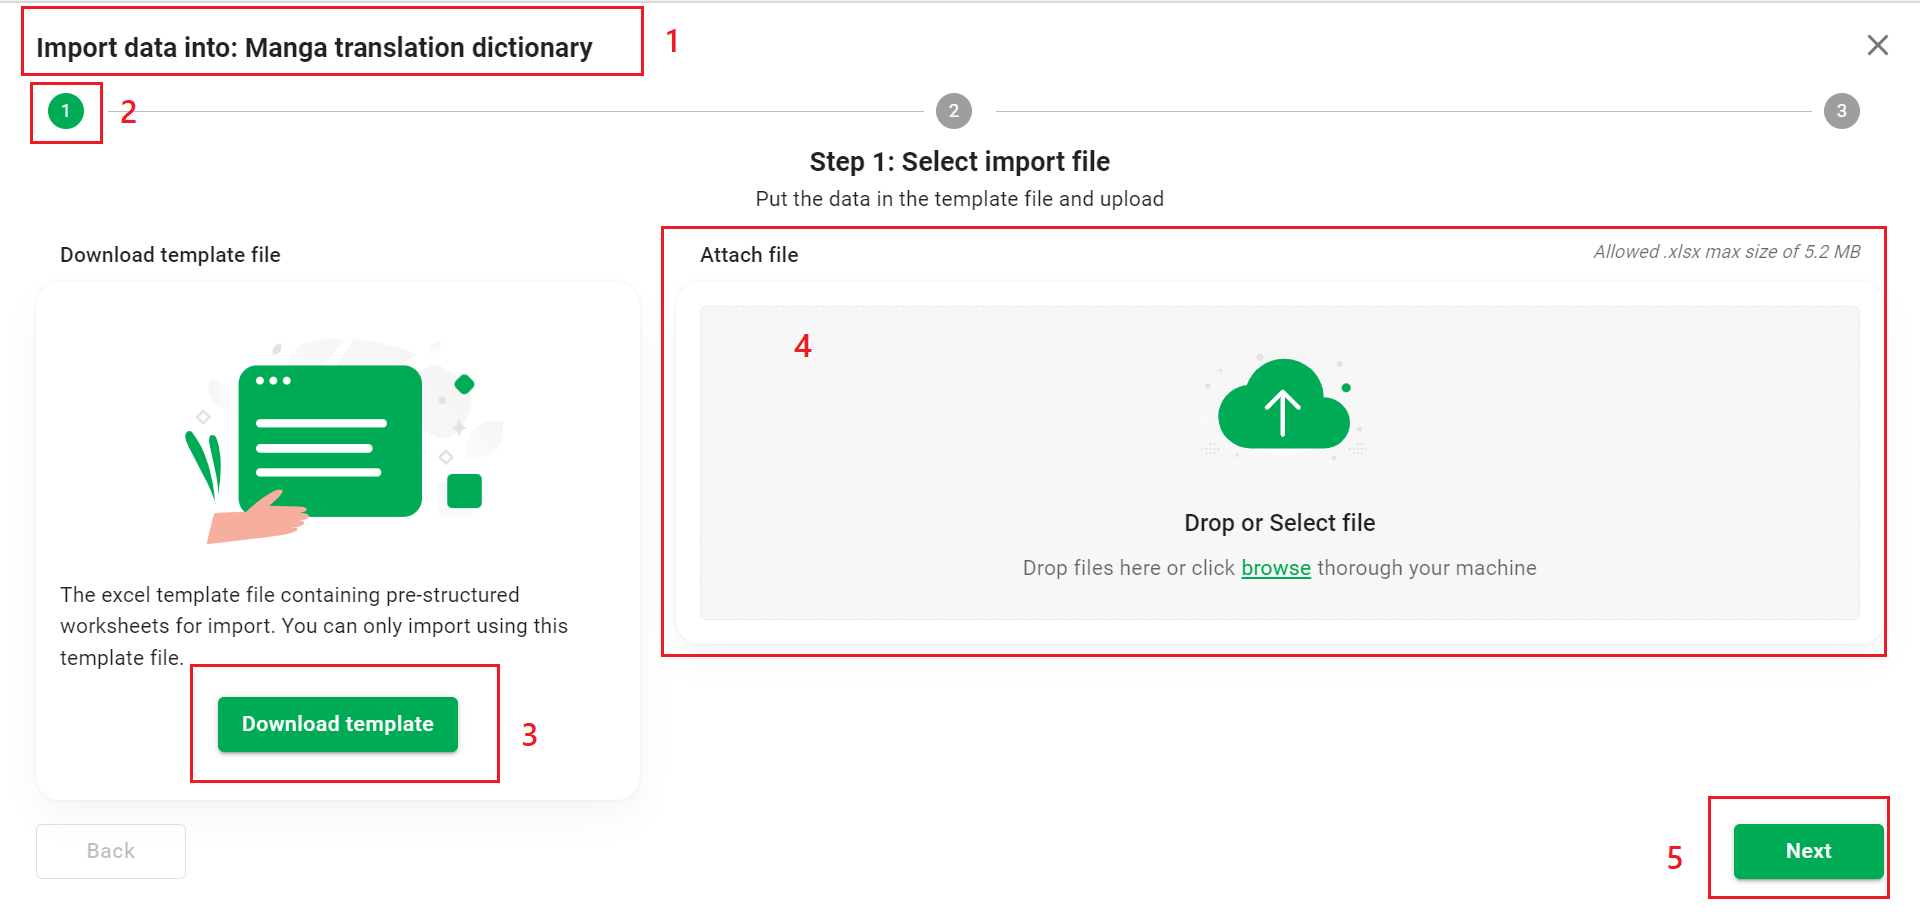 Import data into: Manga translation dictionary
1
1
2
2
3
Step 1: Select import file
Put the data in the template file and upload
Download template file
Attach file
Allowed .xlsx max size of 5.2 MB
4
Drop or Select file
Drop files here or click browse thorough your machine
The excel template file containing pre-structured
worksheets for import. You can only import using this
template file.
Download template
3
Back
5
Next